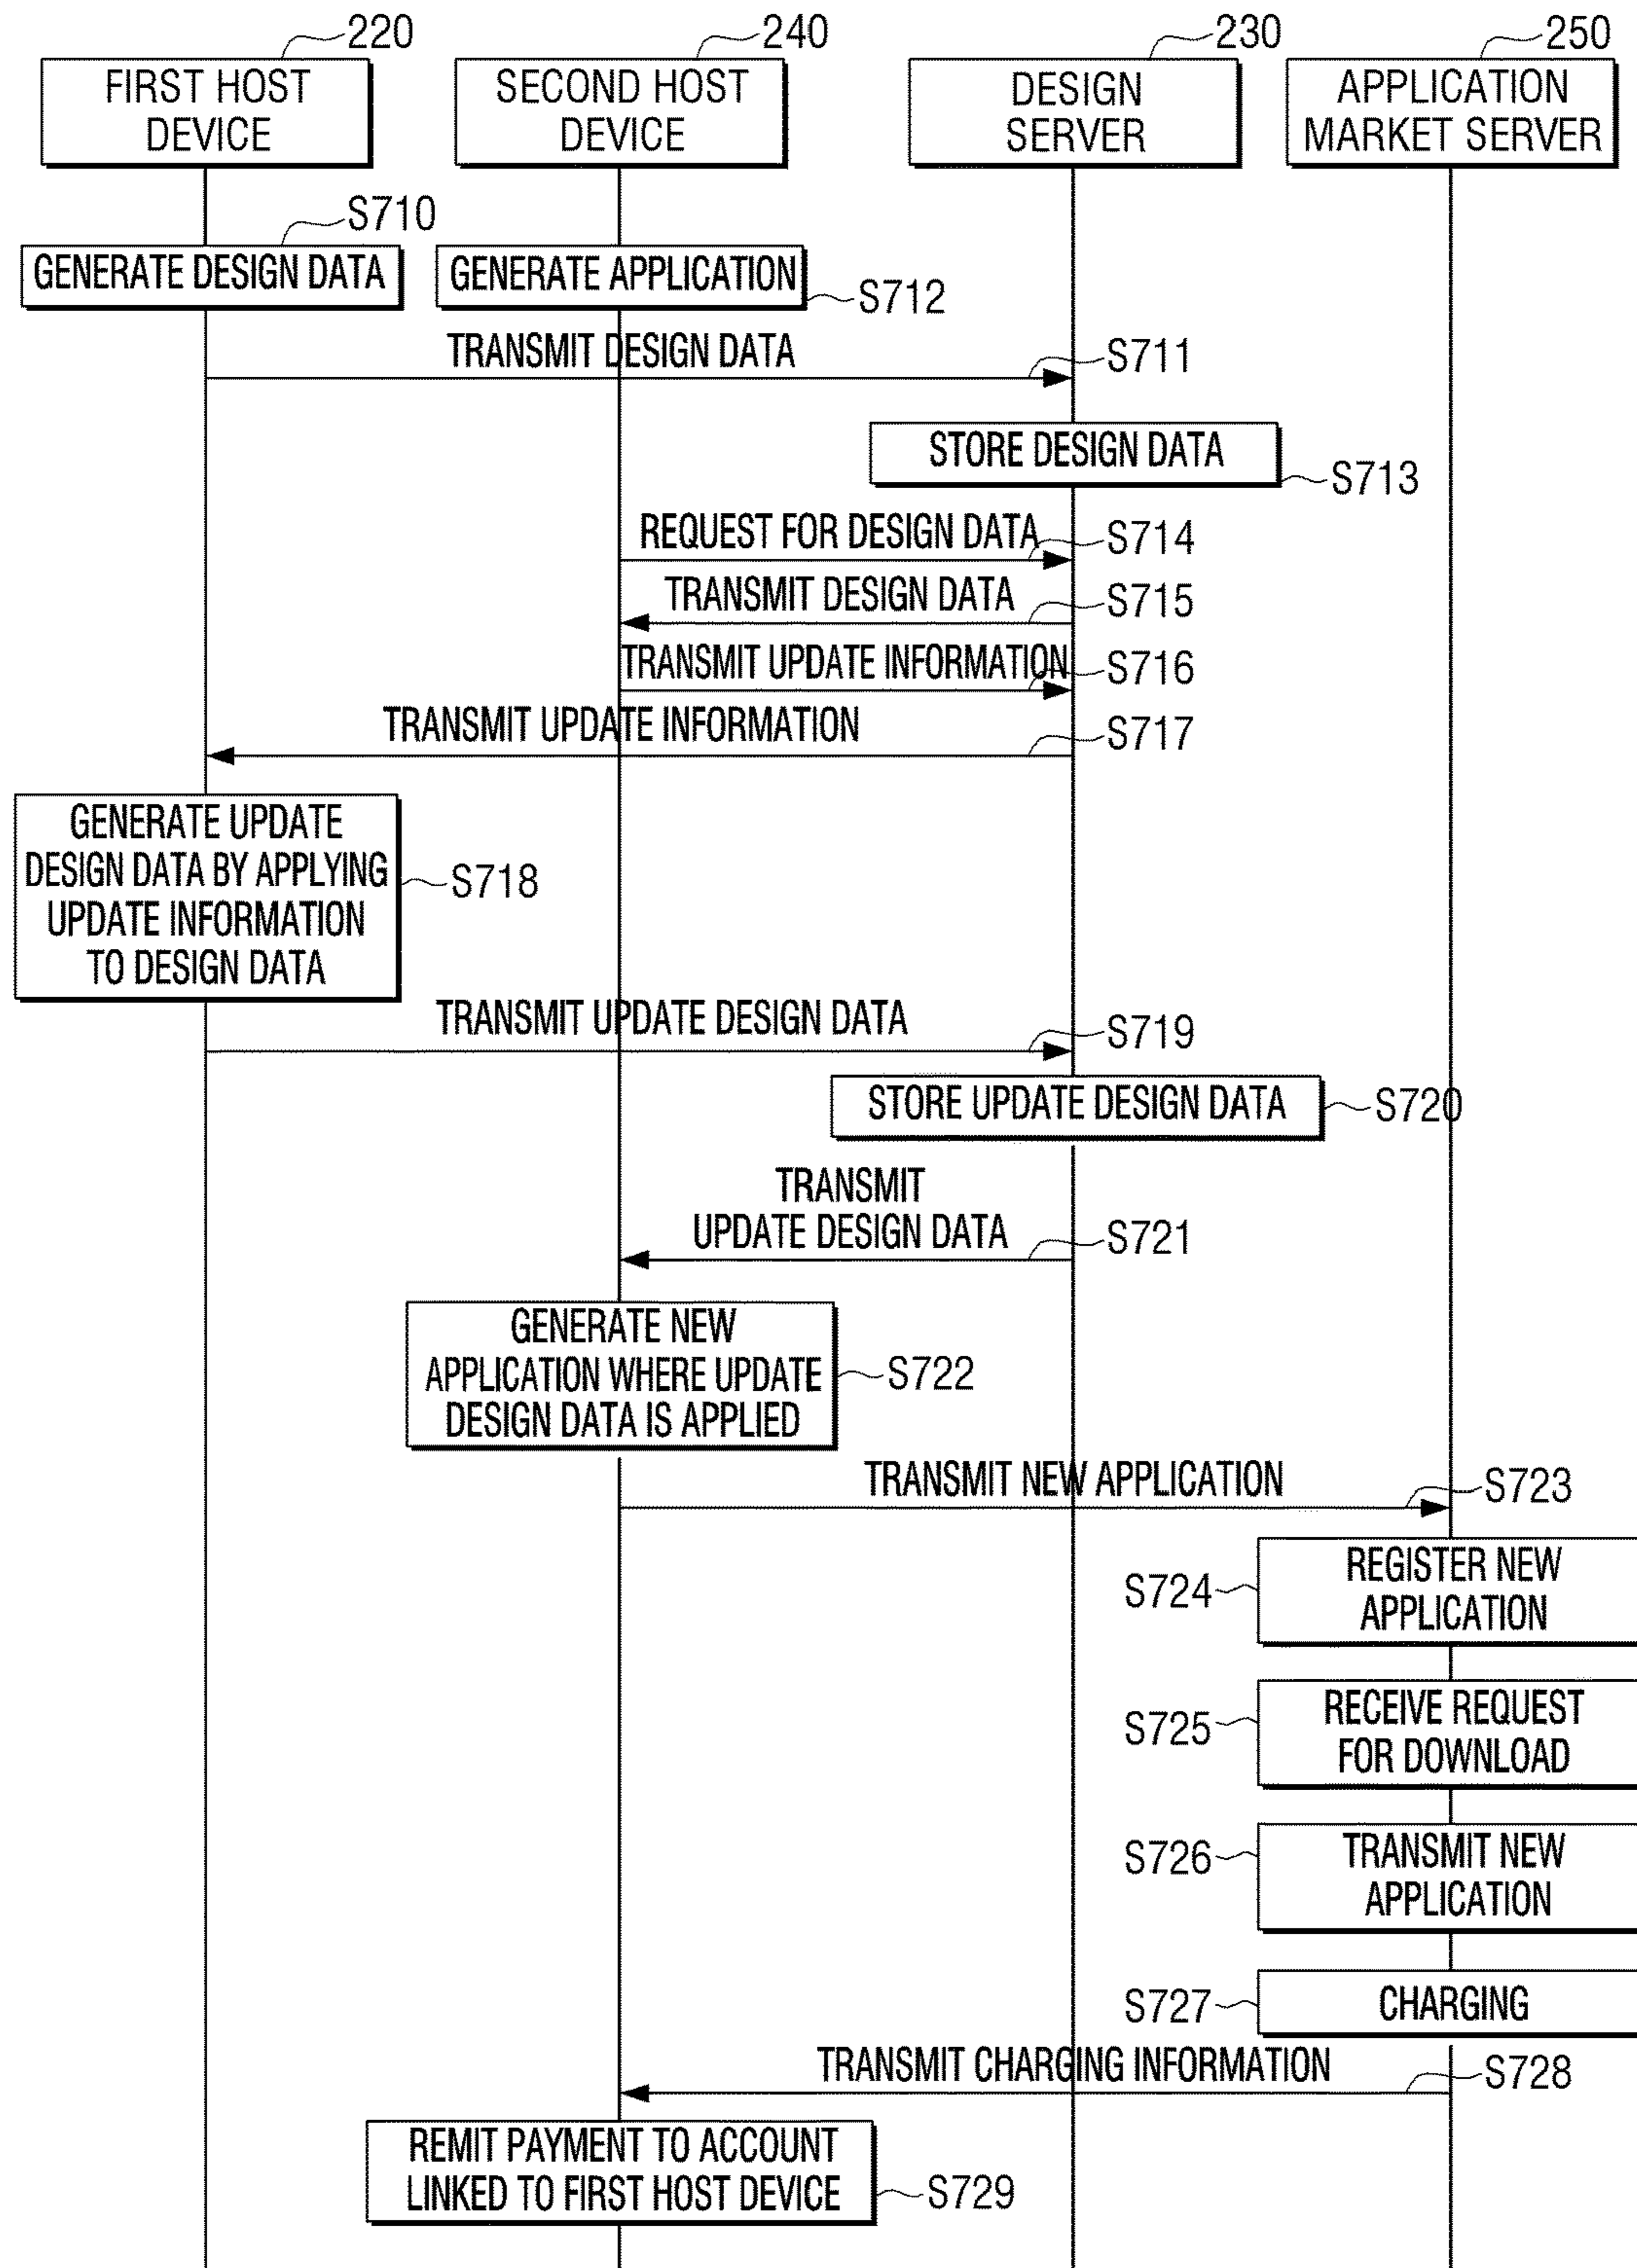 220
240
230
250
FIRST HOST
DEVICE
SECOND HOST
DEVICE
DESIGN
SERVER
APPLICATION
MARKET SERVER
S710
GENERATE DESIGN DATA
GENERATE APPLICATION
S712
TRANSMIT DESIGN DATA
S711
STORE DESIGN DATA
S713
REQUEST FOR DESIGN DATA
S714
TRANSMIT DESIGN DATA
S715
TRANSMIT UPDATE INFORMATION
S716
TRANSMIT UPDATE INFORMATION
S717
GENERATE UPDATE
DESIGN DATA BY APPLYING
UPDATE INFORMATION
TO DESIGN DATA
S718
TRANSMIT UPDATE DESIGN DATA
S719
STORE UPDATE DESIGN DATA
S720
TRANSMIT
UPDATE DESIGN DATA
S721
GENERATE NEW
APPLICATION WHERE UPDATE
DESIGN DATA IS APPLIED
S722
TRANSMIT NEW APPLICATION
S723
S724
REGISTER NEW
APPLICATION
S725
RECEIVE REQUEST
FOR DOWNLOAD
S726
TRANSMIT NEW
APPLICATION
S727
CHARGING
TRANSMIT CHARGING INFORMATION
S728
REMIT PAYMENT TO ACCOUNT
LINKED TO FIRST HOST DEVICE
S729